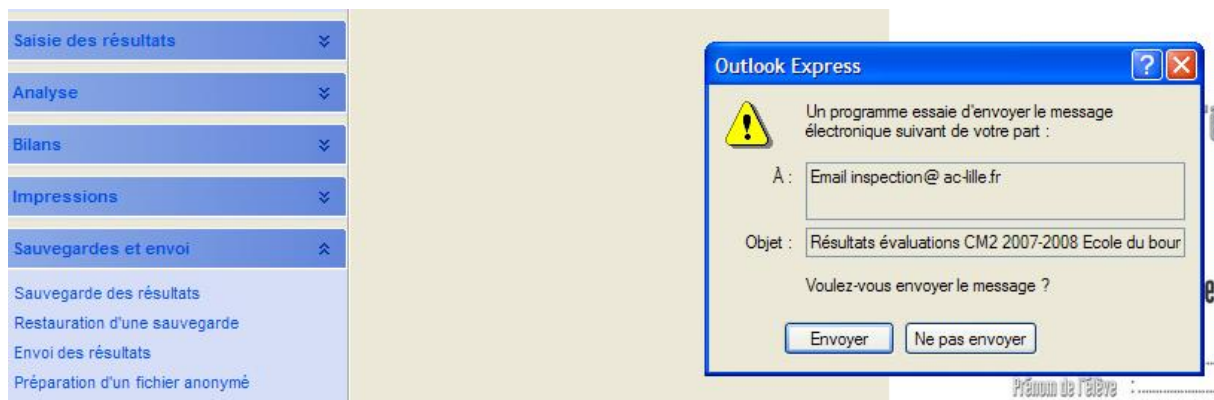 Saisie des résultats
Analyse
Bilans
Impressions
Sauvegardes et envoi
Sauvegarde des résultats
Restauration d'une sauvegarde
Envoi des résultats
Préparation d'un fichier anonymé
Outlook Express
Un programme essaie d'envoyer le message
électronique suivant de votre part :
À : Email inspection@ ac-lille.fr
Objet : Résultats évaluations CM2 2007-2008 Ecole du bour
Voulez-vous envoyer le message ?
Envoyer Ne pas envoyer
Prénom de l'élève : ....................